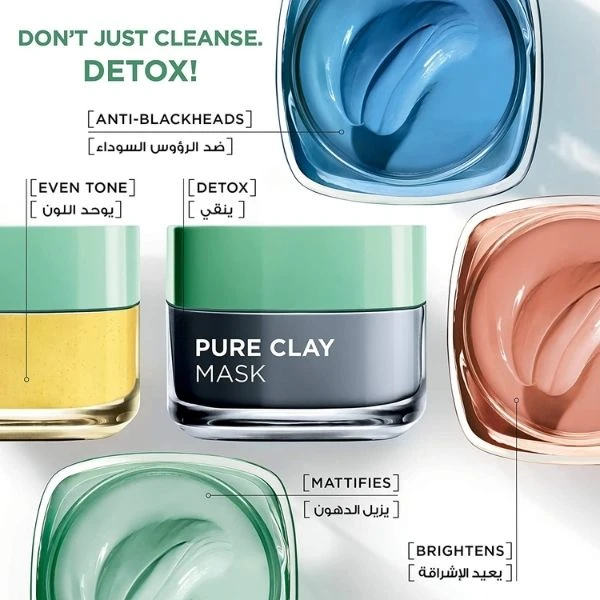 DON'T JUST CLEANSE.
DETOX!
[ANTI-BLACKHEADS]
[ضد الرؤوس السوداء]
[EVEN TONE]
[يوحد اللون]
[DETOX]
[ينقي]
PURE CLAY
MASK
[MATTIFIES]
[يزيل الدهون]
[BRIGHTENS]
[يعيد الإشراقة]